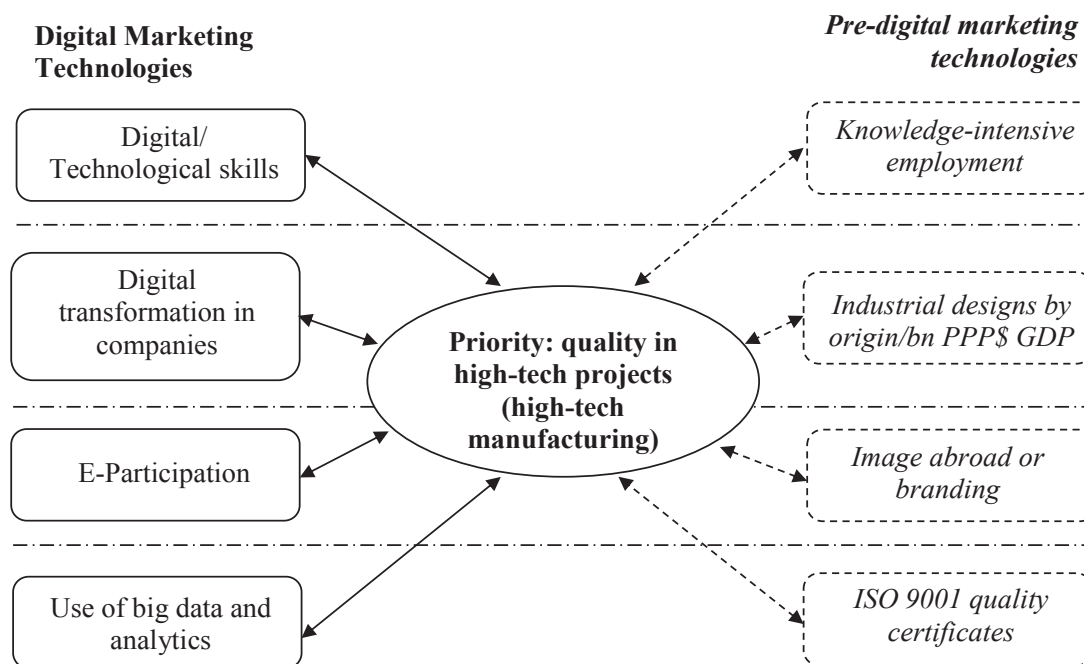 Digital Marketing
Technologies
Pre-digital marketing
technologies
Digital/
Technological skills
Knowledge-intensive
employment
Digital
transformation in
companies
Priority: quality in
high-tech projects
(high-tech
manufacturing)
Industrial designs by
origin/bn PPP$ GDP
E-Participation
Image abroad or
branding
Use of big data and
analytics
ISO 9001 quality
certificates